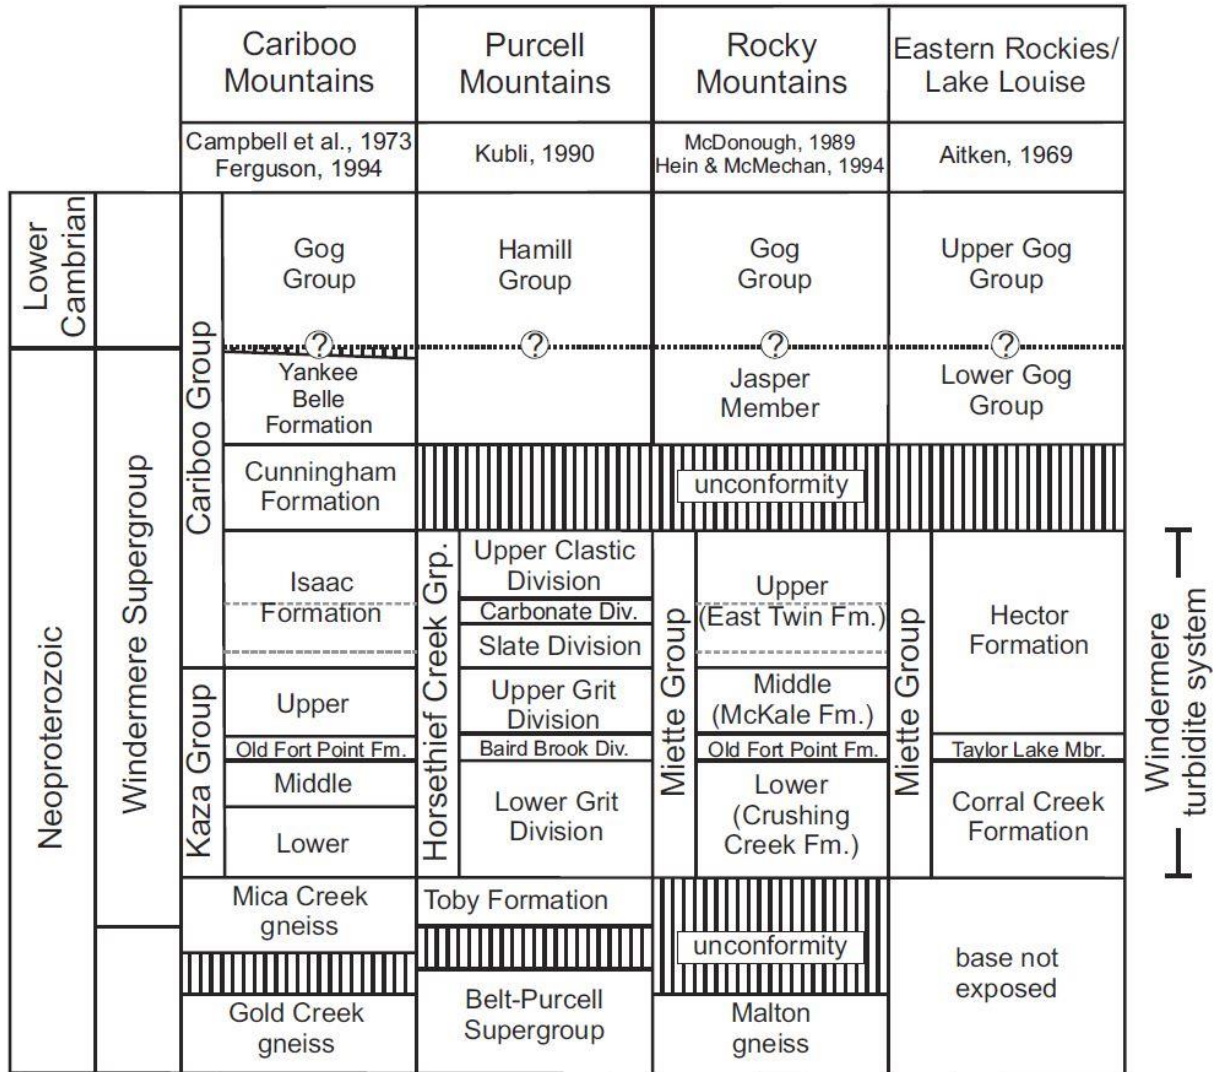 Cariboo
Mountains
Purcell
Mountains
Rocky
Mountains
Eastern Rockies/
Lake Louise
Campbell et al., 1973
Ferguson, 1994
Kubli, 1990
McDonough, 1989
Hein & McMechan, 1994
Aitken, 1969
Lower
Cambrian
Neopoterozoic
Windermere Supergroup
Cariboo Group
Kaza Group
Gog
Group
?
Yankee
Belle
Formation
Cunningham
Formation
Isaac
Formation
Upper
Old Fort Point Fm.
Middle
Lower
Mica Creek
gneiss
Gold Creek
gneiss
Hamill
Group
?
Horsethief Creek Grp.
Upper Clastic
Division
Carbonate Div.
Slate Division
Upper Grit
Division
Baird Brook Div.
Lower Grit
Division
Toby Formation
Belt-Purcell
Supergroup
Gog
Group
?
Jasper
Member
unconformity
Miette Group
Upper
(East Twin Fm.)
Middle
(McKale Fm.)
Old Fort Point Fm.
Lower
(Crushing
Creek Fm.)
unconformity
Malton
gneiss
Upper Gog
Group
?
Lower Gog
Group
Miette Group
Hector
Formation
Taylor Lake Mbr.
Corral Creek
Formation
base not
exposed
Windermere
turbidite system